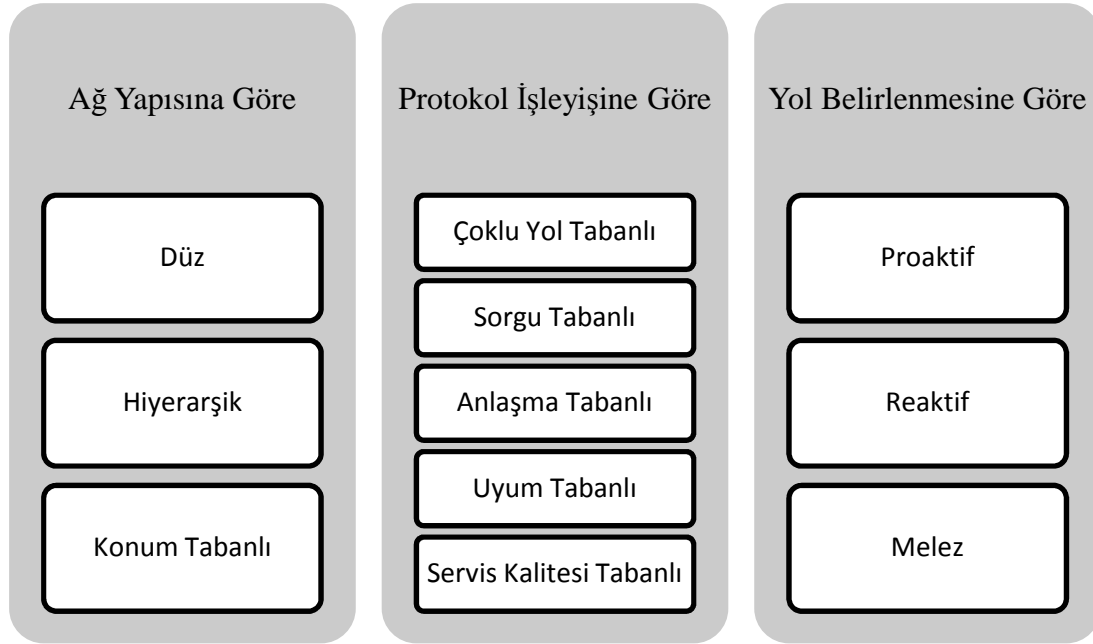 Ağ Yapısına Göre
Düz
Hiyerarşik
Konum Tabanlı
Protokol İşleyişine Göre
Çoklu Yol Tabanlı
Sorgu Tabanlı
Anlaşma Tabanlı
Uyum Tabanlı
Servis Kalitesi Tabanlı
Yol Belirlenmesine Göre
Proaktif
Reaktif
Melez